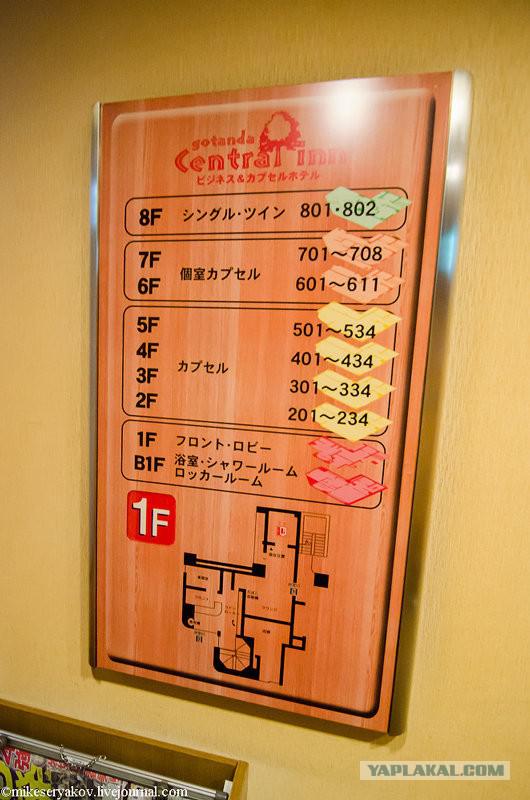 gotanda
Central inn
ビジネス&カプセルホテル
8F シングル・ツイン 801・802
7F 701～708
個室カプセル
6F 601～611
5F 501～534
4F 401～434
カプセル
3F 301～334
2F 201～234
1F フロント・ロビー
B1F 浴室・シャワールーム
ロッカールーム
1F
©mikeseryakov.livejournal.com
YAPLAKAL.COM